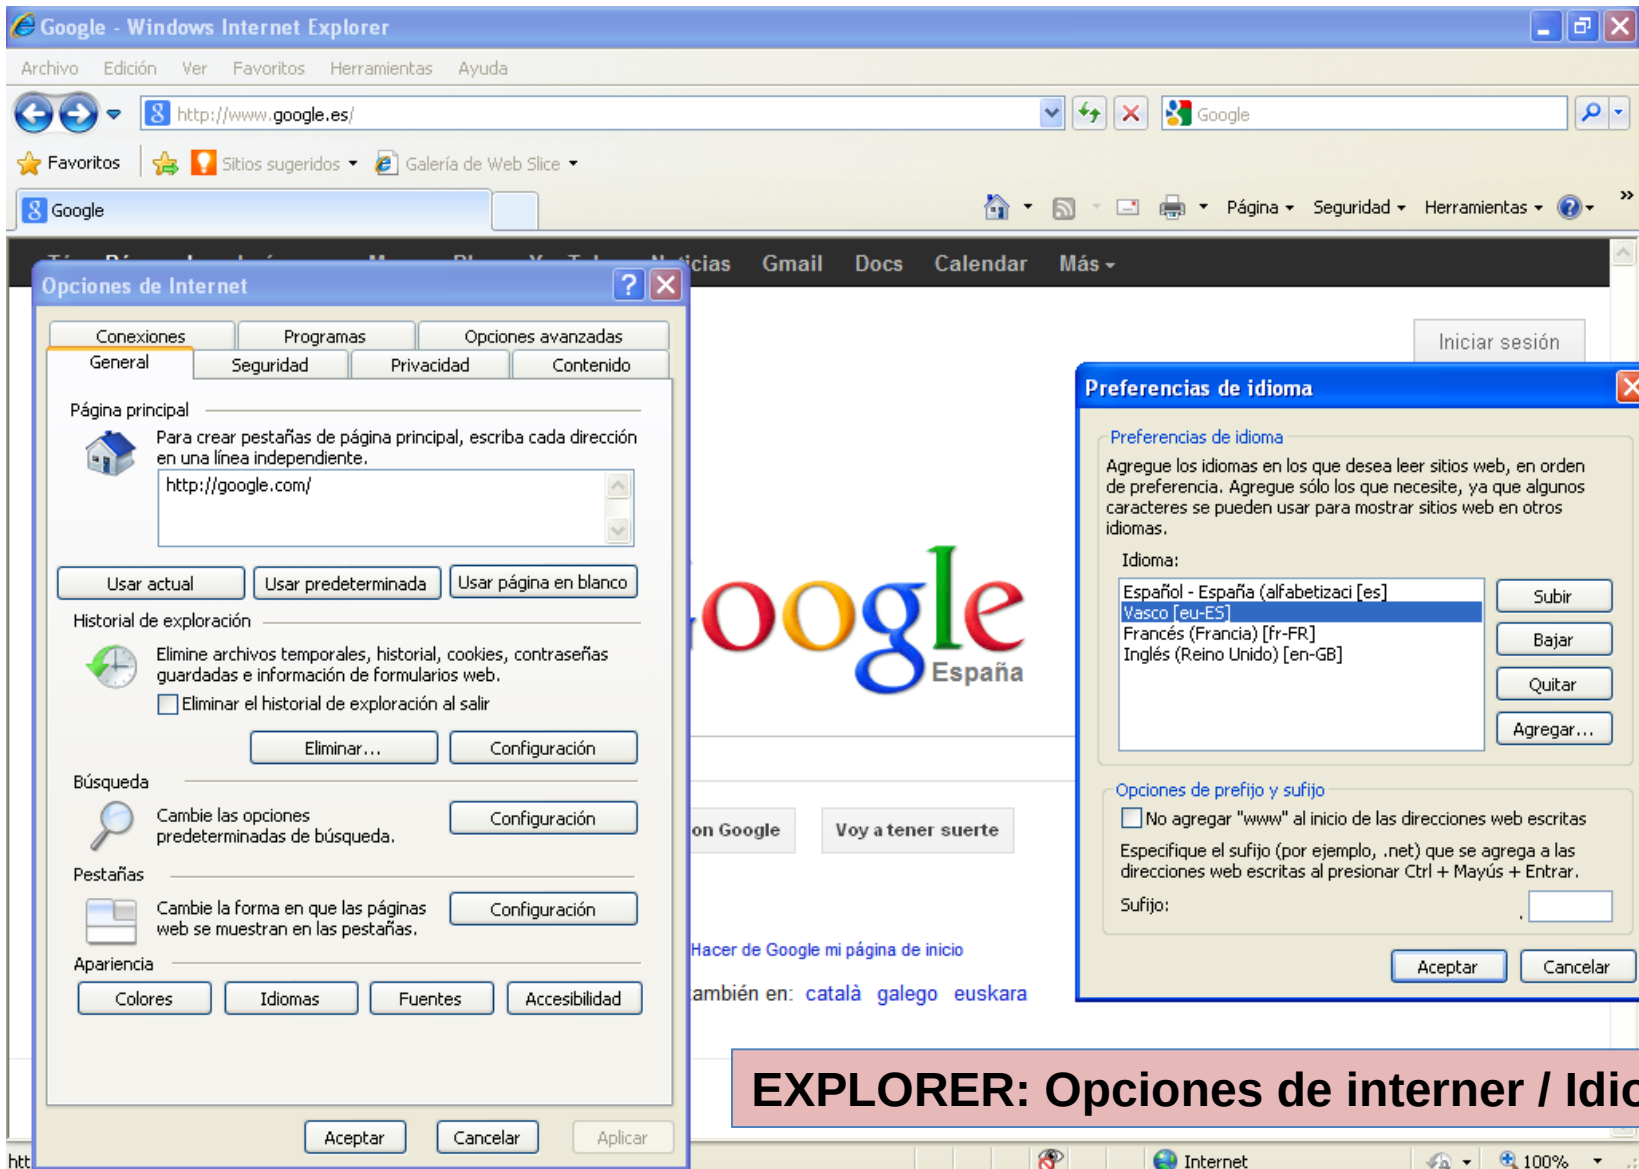 Google - Windows Internet Explorer
Archivo Edición Ver Favoritos Herramientas Ayuda
http://www.google.es/
Google
Favoritos Sitios sugeridos Galería de Web Slice
Google
Página Seguridad Herramientas »
Noticias Gmail Docs Calendar Más
Iniciar sesión
Opciones de Internet
Conexiones Programas Opciones avanzadas
General Seguridad Privacidad Contenido
Página principal
Para crear pestañas de página principal, escriba cada dirección
en una línea independiente.
http://google.com/
Usar actual Usar predeterminada Usar página en blanco
Historial de exploración
Elimine archivos temporales, historial, cookies, contraseñas
guardadas e información de formularios web.
Eliminar el historial de exploración al salir
Eliminar... Configuración
Búsqueda
Cambie las opciones
predeterminadas de búsqueda.
Configuración
Pestañas
Cambie la forma en que las páginas
web se muestran en las pestañas.
Configuración
Apariencia
Colores Idiomas Fuentes Accesibilidad
Aceptar Cancelar Aplicar
Google
España
on Google Voy a tener suerte
Hacer de Google mi página de inicio
ambién en: català galego euskara
Preferencias de idioma
Preferencias de idioma
Agregue los idiomas en los que desea leer sitios web, en orden
de preferencia. Agregue sólo los que necesite, ya que algunos
caracteres se pueden usar para mostrar sitios web en otros
idiomas.
Idioma:
Español - España (alfabetizaci [es]
Vasco [eu-ES]
Francés (Francia) [fr-FR]
Inglés (Reino Unido) [en-GB]
Subir
Bajar
Quitar
Agregar...
Opciones de prefijo y sufijo
No agregar "www" al inicio de las direcciones web escritas
Especifique el sufijo (por ejemplo, .net) que se agrega a las
direcciones web escritas al presionar Ctrl + Mayús + Entrar.
Sufijo: .
Aceptar Cancelar
EXPLORER: Opciones de interner / Idio
htt
Internet 100%